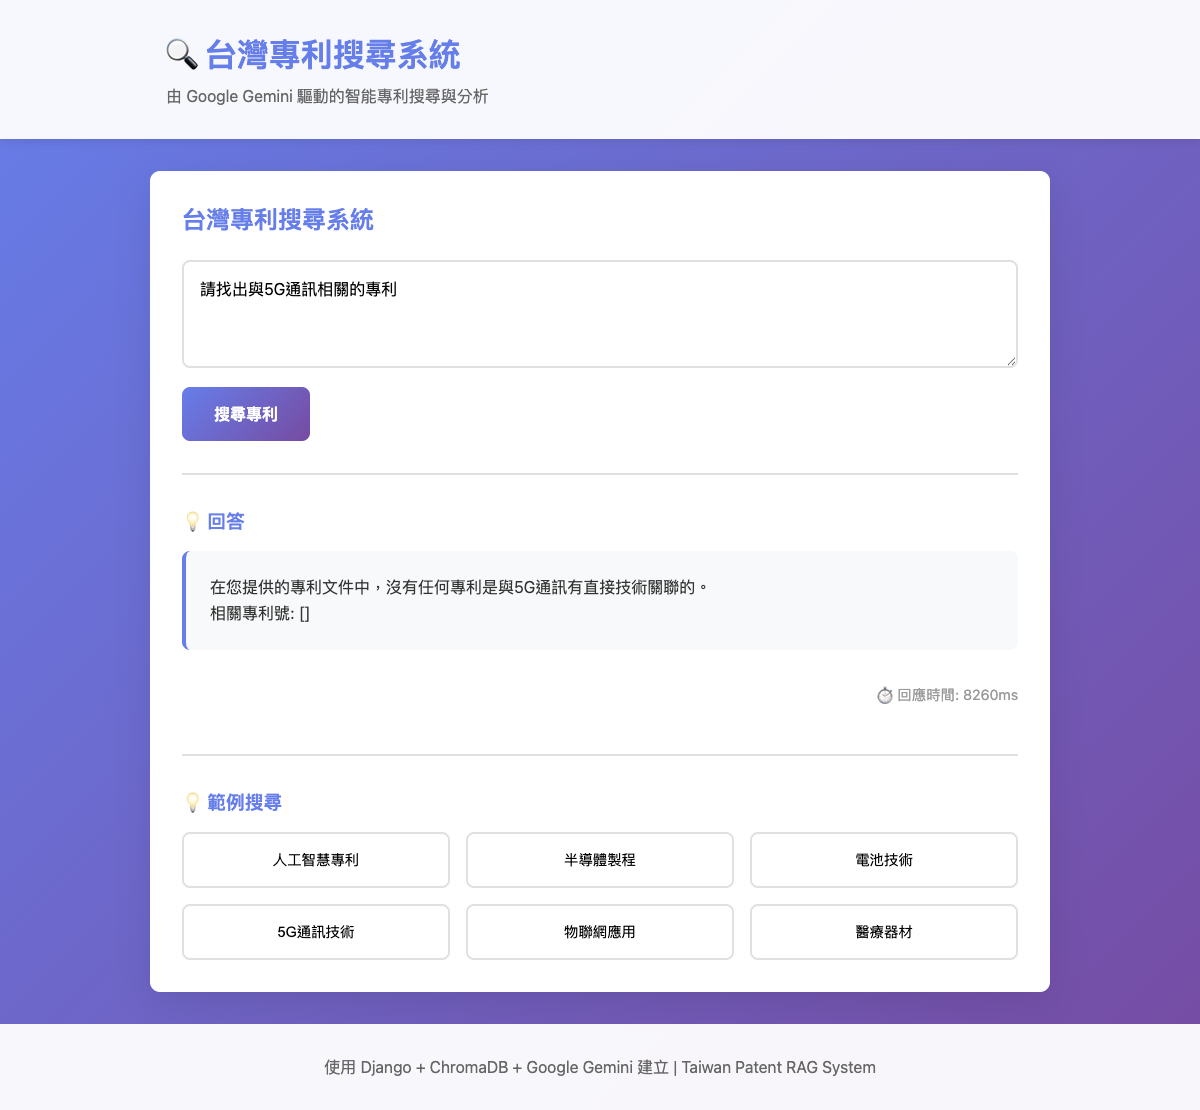 台灣專利搜尋系統
由 Google Gemini 驅動的智能專利搜尋與分析
台灣專利搜尋系統
請找出與5G通訊相關的專利
搜尋專利
回答
在您提供的專利文件中，沒有任何專利是與5G通訊有直接技術關聯的。
相關專利號: []
回應時間: 8260ms
範例搜尋
人工智慧專利
半導體製程
電池技術
5G通訊技術
物聯網應用
醫療器材
使用 Django + ChromaDB + Google Gemini 建立 | Taiwan Patent RAG System